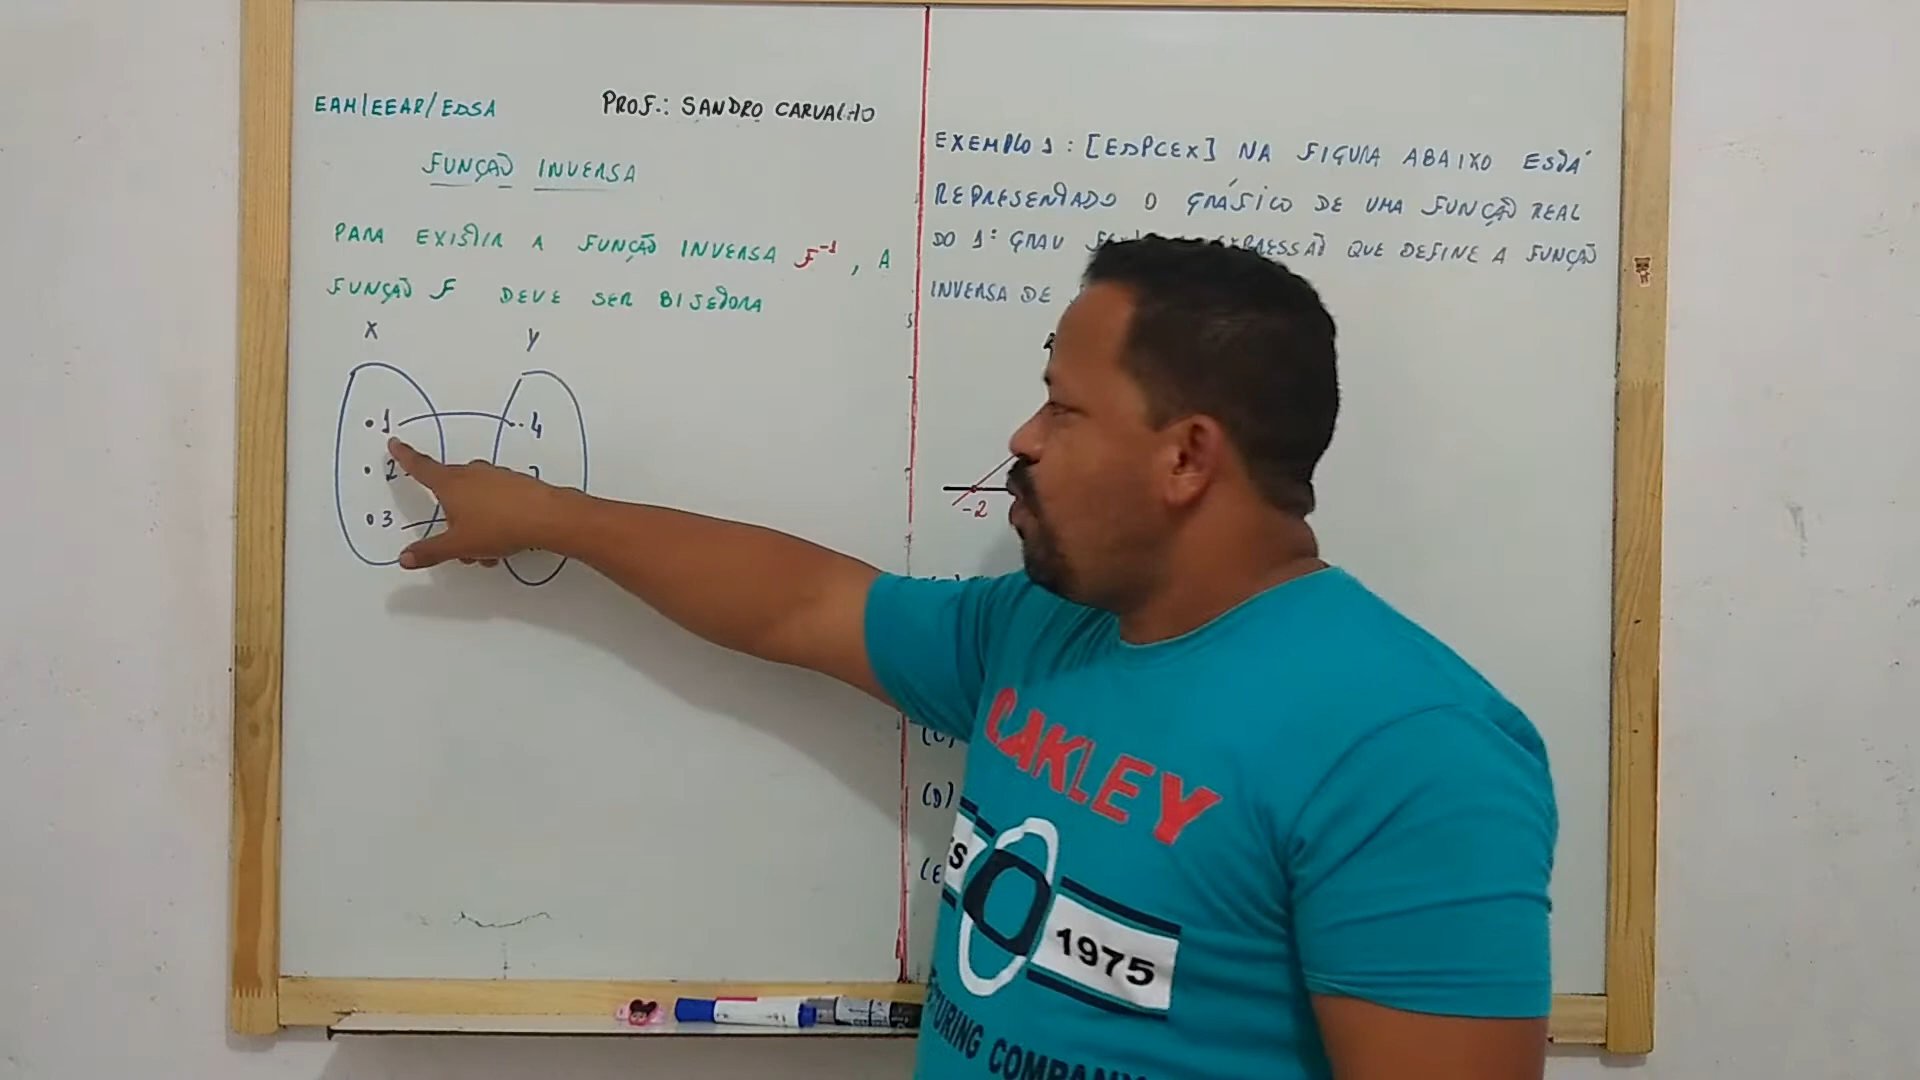 EAM/EEAR/ESSA
PROF.: SANDRO CARVALHO
FUNÇÃO INVERSA
PARA EXISTIR A FUNÇÃO INVERSA F⁻¹, A
FUNÇÃO F DEVE SER BIJETORA
X Y
1 4
2
3
EXEMPLO 1: [ESPCEX] NA FIGURA ABAIXO ESTÁ
REPRESENTADO O GRÁFICO DE UMA FUNÇÃO REAL
DO 1º GRAU QUE DEFINE A FUNÇÃO
INVERSA DE
-2
(C)
(D)
(E
OAKLEY
1975
COMPANY